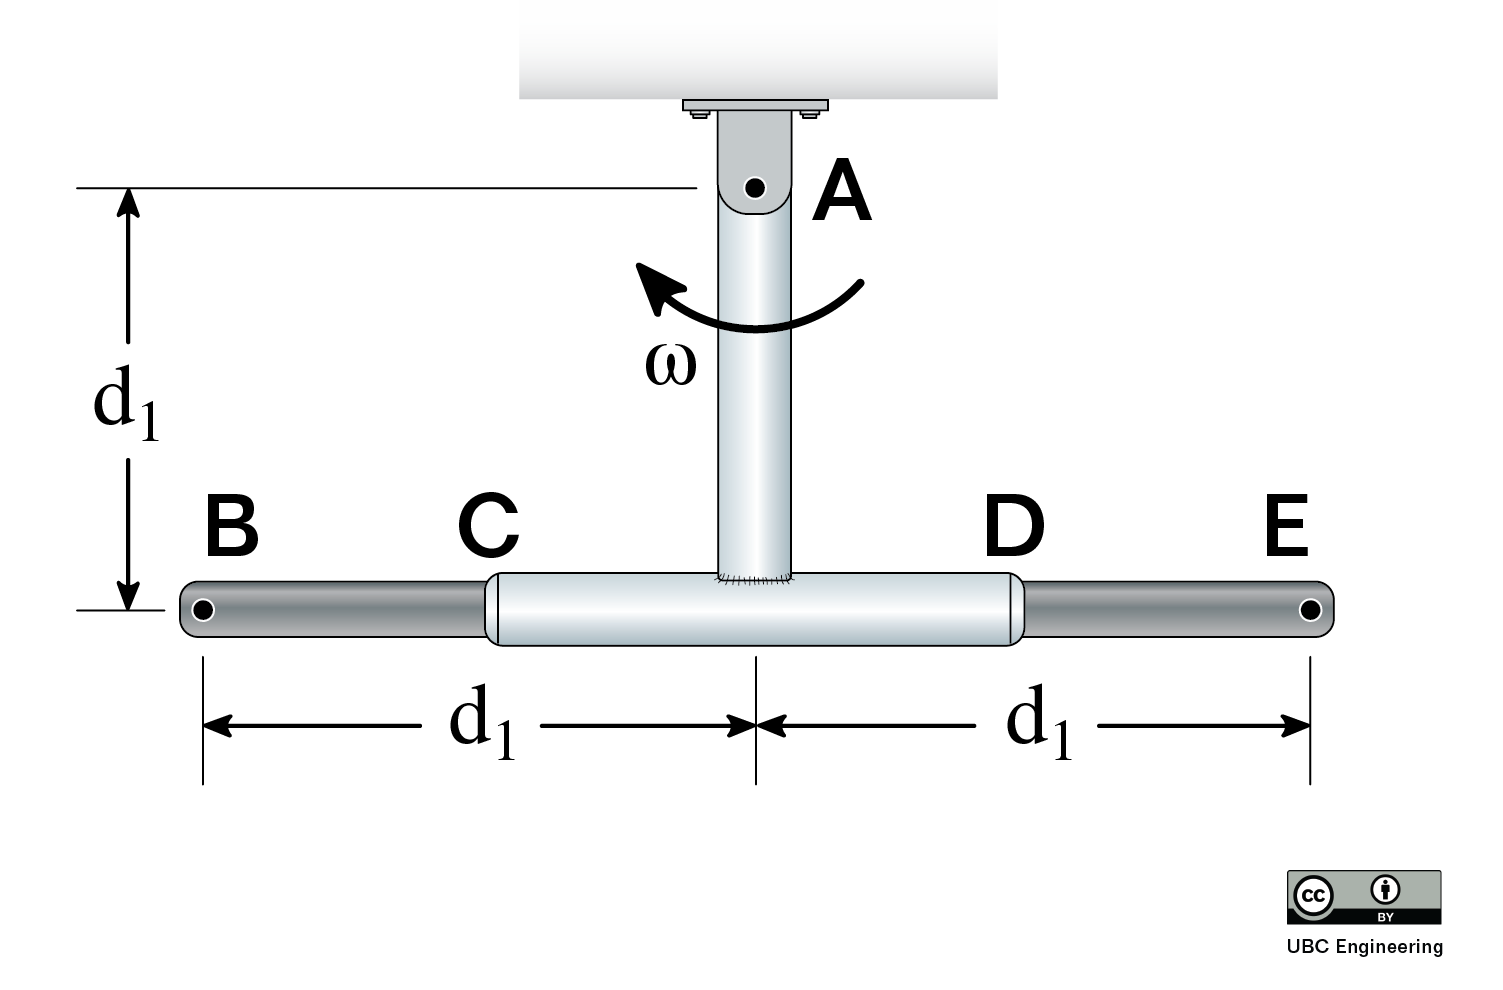 A
ω
d₁
B C D E
d₁ d₁
cc
BY
UBC Engineering